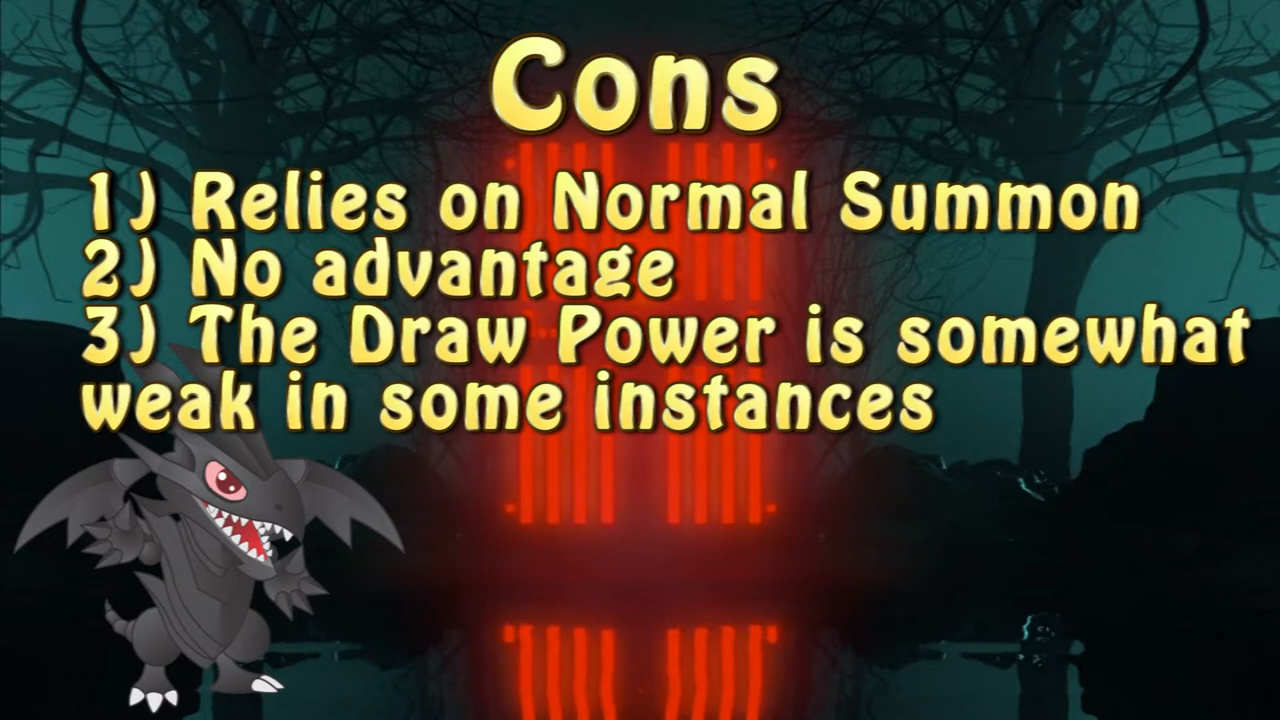 Cons
1) Relies on Normal Summon
2) No advantage
3) The Draw Power is somewhat
weak in some instances